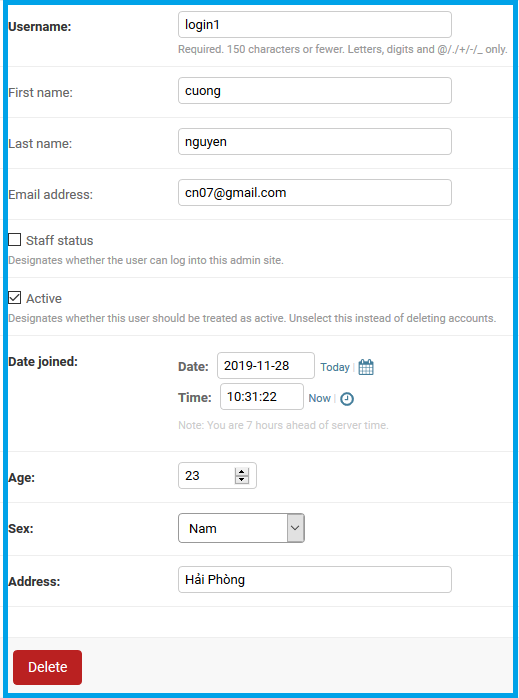 Username: login1
Required. 150 characters or fewer. Letters, digits and @/./+/-/_ only.
First name: cuong
Last name: nguyen
Email address: cn07@gmail.com
Staff status
Designates whether the user can log into this admin site.
Active
Designates whether this user should be treated as active. Unselect this instead of deleting accounts.
Date joined: Date: 2019-11-28 Today
Time: 10:31:22 Now
Note: You are 7 hours ahead of server time.
Age: 23
Sex: Nam
Address: Hải Phòng
Delete